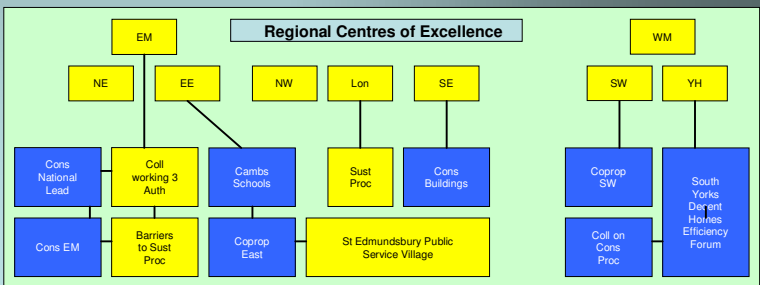 Regional Centres of Excellence
EM
WM
NE
EE
NW
Lon
SE
SW
YH
Cons
National
Lead
Coll
working 3
Auth
Cambs
Schools
Sust
Proc
Cons
Buildings
Coprop
SW
South
Yorks
Decent
Homes
Efficiency
Forum
Cons EM
Barriers
to Sust
Proc
Coprop
East
St Edmundsbury Public
Service Village
Coll on
Cons
Proc